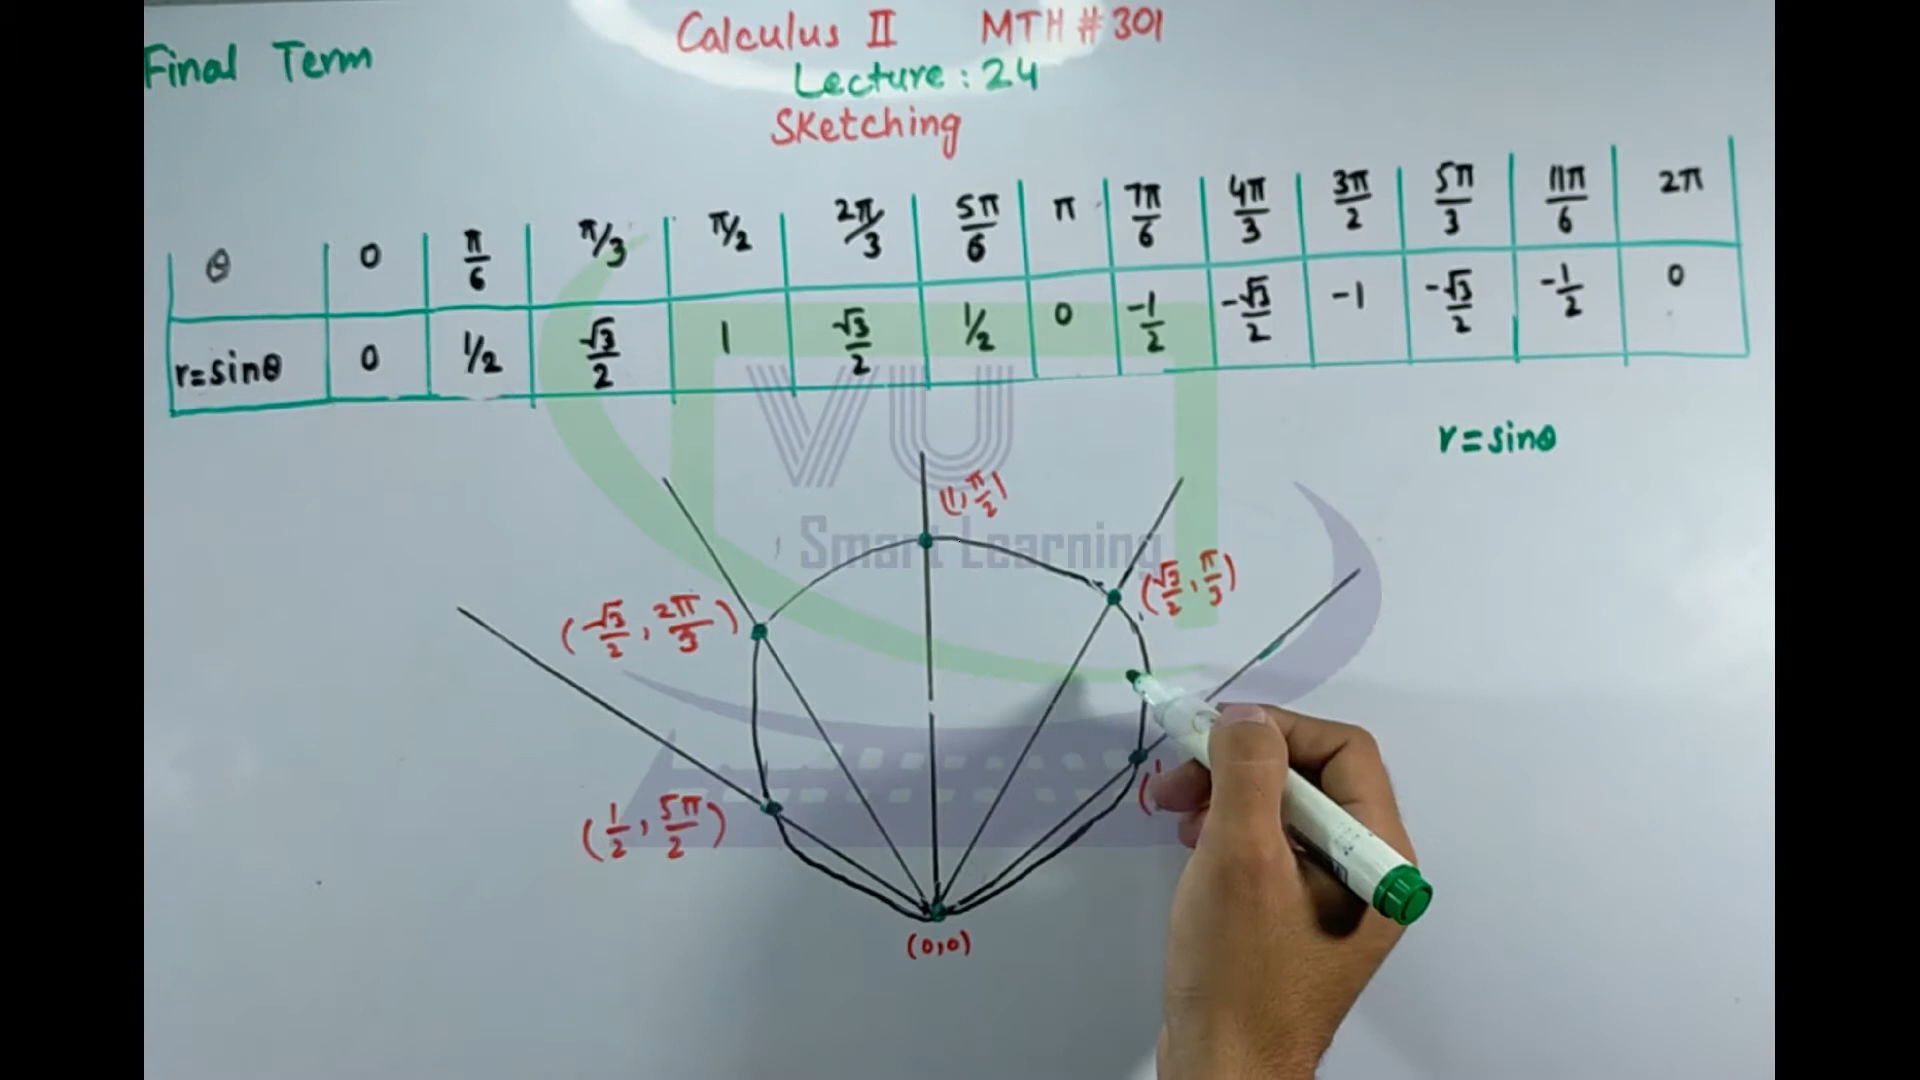 Final Term
Calculus II MTH # 301
Lecture : 24
Sketching
θ 0 π/6 π/3 π/2 2π/3 5π/6 π 7π/6 4π/3 3π/2 5π/3 11π/6 2π
r=sinθ 0 1/2 √3/2 1 √3/2 1/2 0 -1/2 -√3/2 -1 -√3/2 -1/2 0
r=sinθ
VU
Smart Learning
(1, π/2)
(√3/2, π/3)
(√3/2, 2π/3)
(1/2, 5π/2)
(0,0)